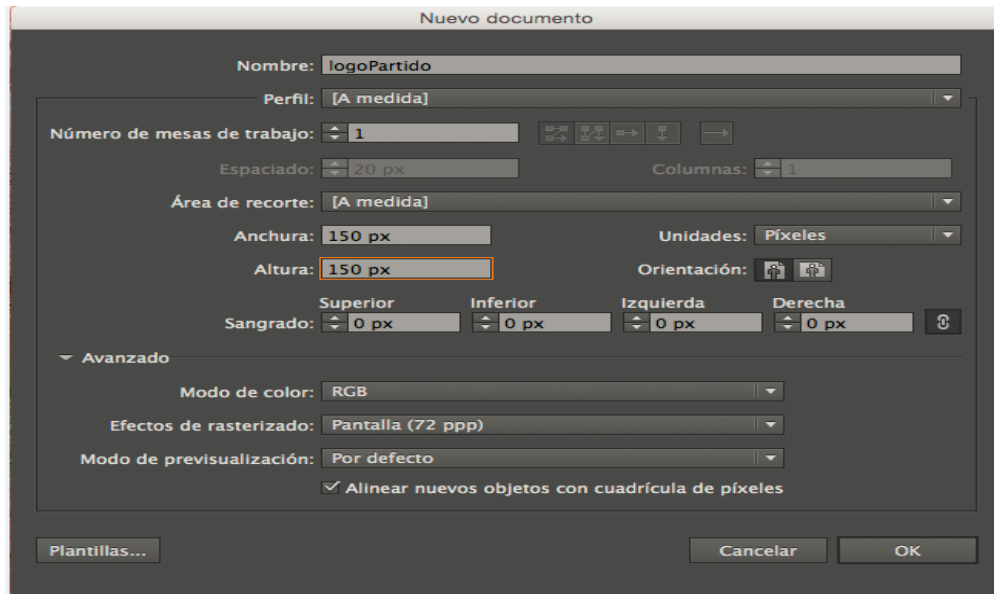 Nuevo documento
Nombre: logoPartido
Perfil: [A medida]
Número de mesas de trabajo: 1
Espaciado: 20 px Columnas: 1
Área de recorte: [A medida]
Anchura: 150 px Unidades: Píxeles
Altura: 150 px Orientación:
Superior Inferior Izquierda Derecha
Sangrado: 0 px 0 px 0 px 0 px
Avanzado
Modo de color: RGB
Efectos de rasterizado: Pantalla (72 ppp)
Modo de previsualización: Por defecto
Alinear nuevos objetos con cuadrícula de píxeles
Plantillas... Cancelar OK